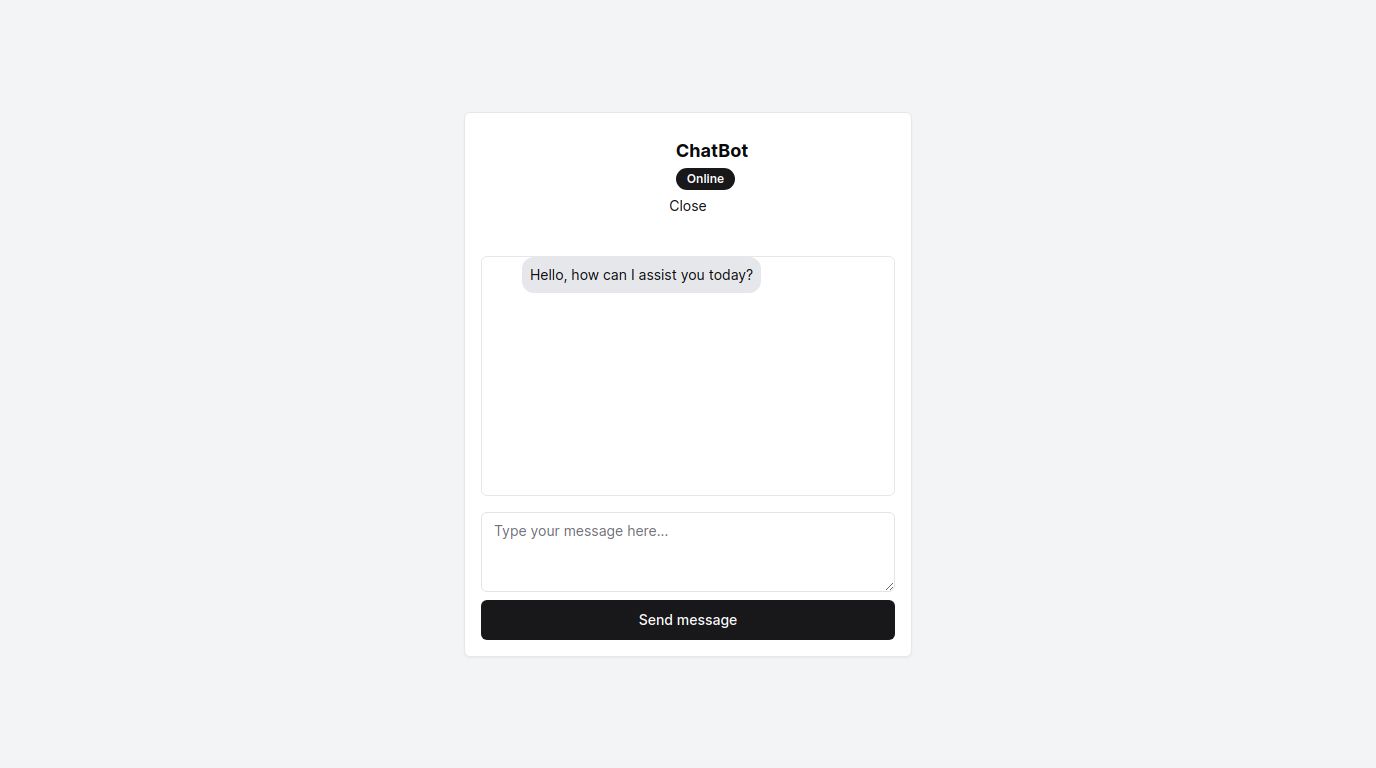 ChatBot
Online
Close
Hello, how can I assist you today?
Type your message here...
Send message